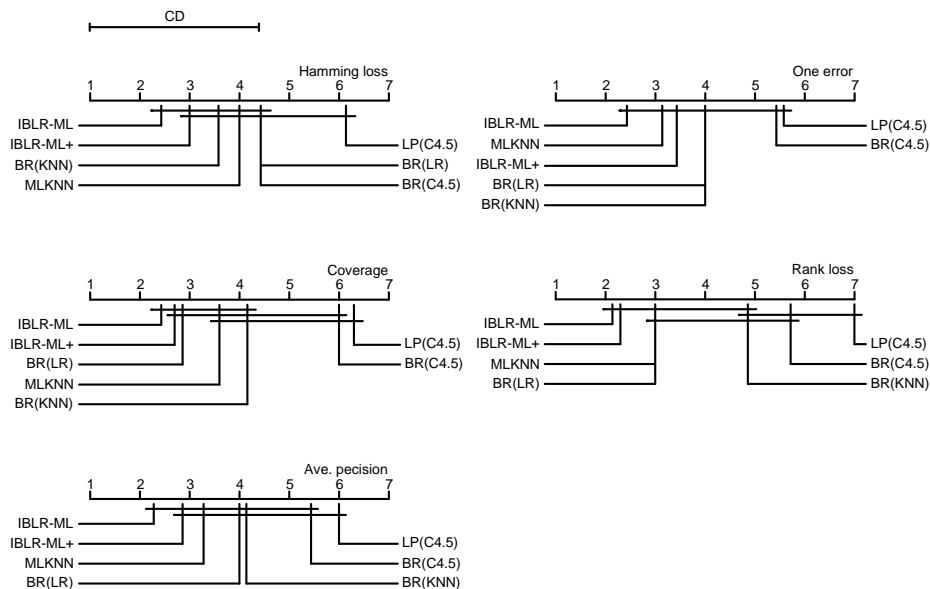 CD
Hamming loss
1 2 3 4 5 6 7
IBLR-ML
IBLR-ML+
BR(KNN)
MLKNN
LP(C4.5)
BR(LR)
BR(C4.5)
One error
1 2 3 4 5 6 7
IBLR-ML
MLKNN
IBLR-ML+
BR(LR)
BR(KNN)
LP(C4.5)
BR(C4.5)
Coverage
1 2 3 4 5 6 7
IBLR-ML
IBLR-ML+
BR(LR)
MLKNN
BR(KNN)
LP(C4.5)
BR(C4.5)
Rank loss
1 2 3 4 5 6 7
IBLR-ML
IBLR-ML+
MLKNN
BR(LR)
LP(C4.5)
BR(C4.5)
BR(KNN)
Ave. pecision
1 2 3 4 5 6 7
IBLR-ML
IBLR-ML+
MLKNN
BR(LR)
LP(C4.5)
BR(C4.5)
BR(KNN)